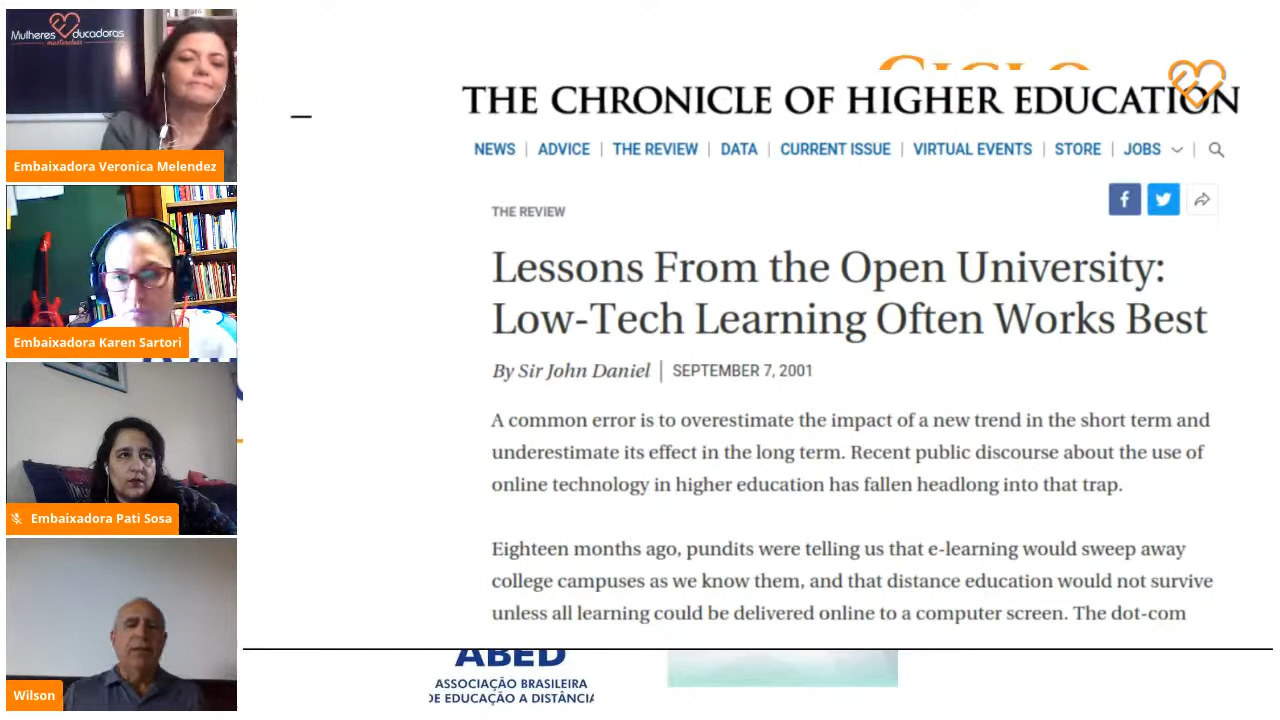 Mulheres Educadoras
masterclass
Embaixadora Veronica Melendez
Embaixadora Karen Sartori
Embaixadora Pati Sosa
Wilson
CICLO
THE CHRONICLE OF HIGHER EDUCATION
NEWS | ADVICE | THE REVIEW | DATA | CURRENT ISSUE | VIRTUAL EVENTS | STORE | JOBS
THE REVIEW
Lessons From the Open University:
Low-Tech Learning Often Works Best
By Sir John Daniel | SEPTEMBER 7, 2001
A common error is to overestimate the impact of a new trend in the short term and
underestimate its effect in the long term. Recent public discourse about the use of
online technology in higher education has fallen headlong into that trap.
Eighteen months ago, pundits were telling us that e-learning would sweep away
college campuses as we know them, and that distance education would not survive
unless all learning could be delivered online to a computer screen. The dot-com
ABED
ASSOCIAÇÃO BRASILEIRA
DE EDUCAÇÃO A DISTÂNCIA